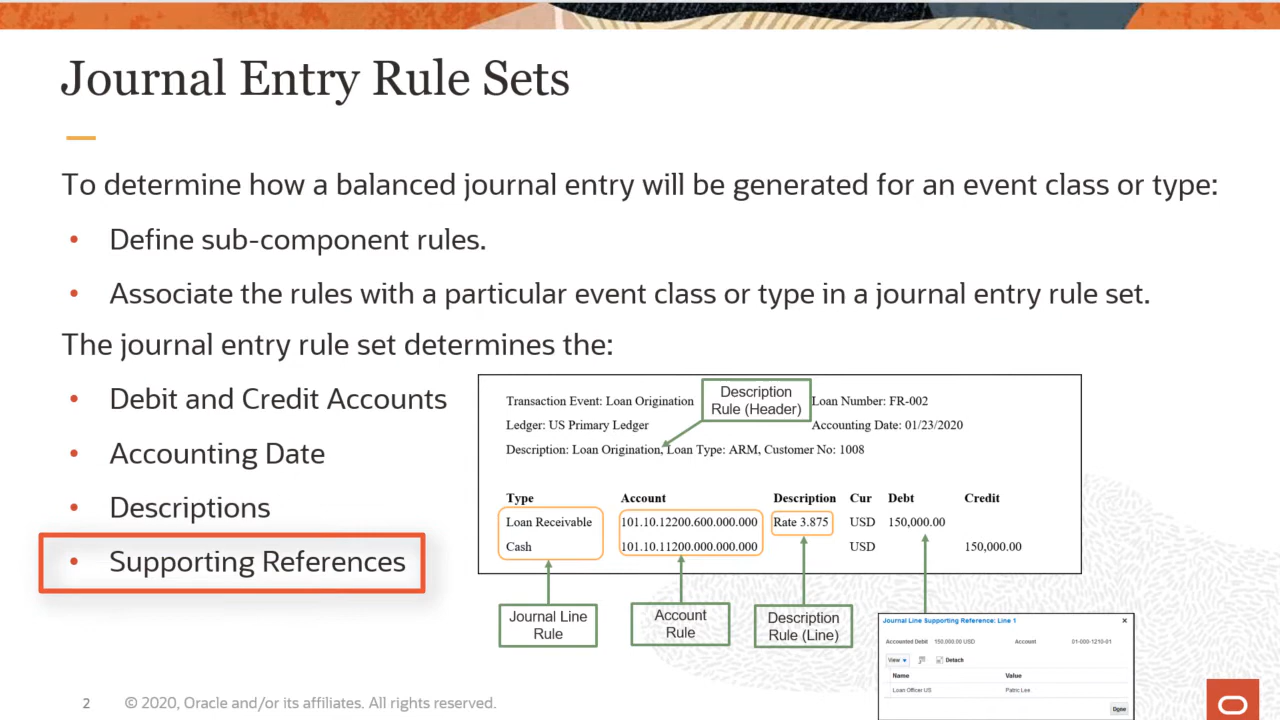 Journal Entry Rule Sets
To determine how a balanced journal entry will be generated for an event class or type:
• Define sub-component rules.
• Associate the rules with a particular event class or type in a journal entry rule set.
The journal entry rule set determines the:
• Debit and Credit Accounts
• Accounting Date
• Descriptions
• Supporting References
Description
Rule (Header)
Transaction Event: Loan Origination
Loan Number: FR-002
Ledger: US Primary Ledger
Accounting Date: 01/23/2020
Description: Loan Origination, Loan Type: ARM, Customer No: 1008
Type Account Description Cur Debt Credit
Loan Receivable 101.10.12200.600.000.000 Rate 3.875 USD 150,000.00
Cash 101.10.11200.000.000.000 USD 150,000.00
Journal Line
Rule
Account
Rule
Description
Rule (Line)
Journal Line Supporting Reference: Line 1
Accounted Debit 150,000.00 USD Account 01-000-1210-01
View Detach
Name Value
Loan Officer US Patric Lee
Done
2 © 2020, Oracle and/or its affiliates. All rights reserved.